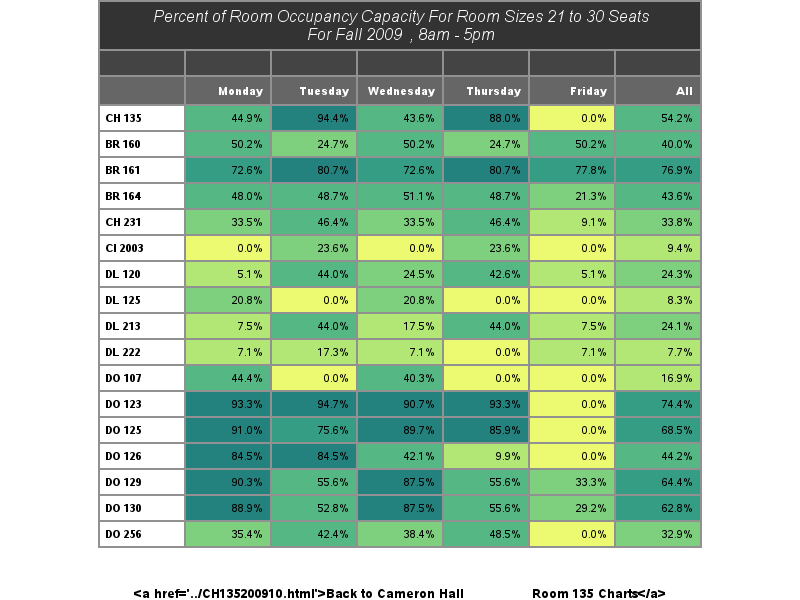 Percent of Room Occupancy Capacity For Room Sizes 21 to 30 Seats
For Fall 2009 , 8am - 5pm
Monday Tuesday Wednesday Thursday Friday All
CH 135 44.9% 94.4% 43.6% 88.0% 0.0% 54.2%
BR 160 50.2% 24.7% 50.2% 24.7% 50.2% 40.0%
BR 161 72.6% 80.7% 72.6% 80.7% 77.8% 76.9%
BR 164 48.0% 48.7% 51.1% 48.7% 21.3% 43.6%
CH 231 33.5% 46.4% 33.5% 46.4% 9.1% 33.8%
CI 2003 0.0% 23.6% 0.0% 23.6% 0.0% 9.4%
DL 120 5.1% 44.0% 24.5% 42.6% 5.1% 24.3%
DL 125 20.8% 0.0% 20.8% 0.0% 0.0% 8.3%
DL 213 7.5% 44.0% 17.5% 44.0% 7.5% 24.1%
DL 222 7.1% 17.3% 7.1% 0.0% 7.1% 7.7%
DO 107 44.4% 0.0% 40.3% 0.0% 0.0% 16.9%
DO 123 93.3% 94.7% 90.7% 93.3% 0.0% 74.4%
DO 125 91.0% 75.6% 89.7% 85.9% 0.0% 68.5%
DO 126 84.5% 84.5% 42.1% 9.9% 0.0% 44.2%
DO 129 90.3% 55.6% 87.5% 55.6% 33.3% 64.4%
DO 130 88.9% 52.8% 87.5% 55.6% 29.2% 62.8%
DO 256 35.4% 42.4% 38.4% 48.5% 0.0% 32.9%
<a href='../CH135200910.html'>Back to Cameron Hall Room 135 Charts</a>